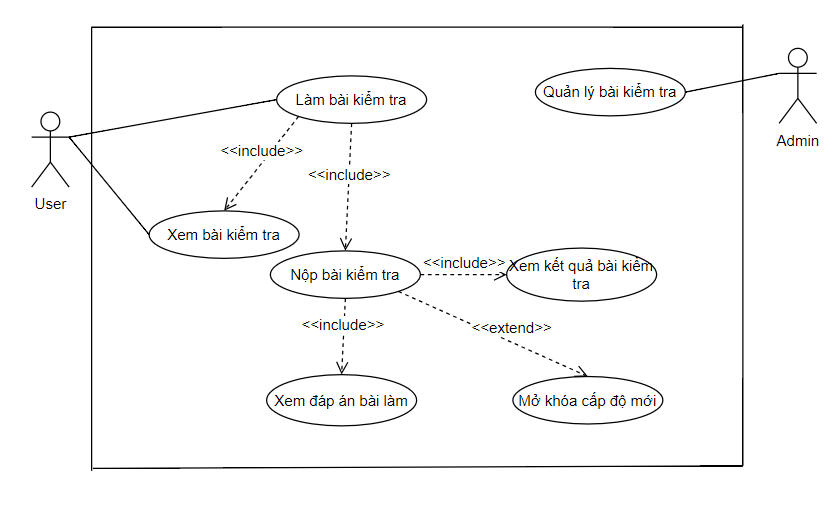 Làm bài kiểm tra
Quản lý bài kiểm tra
Admin
User
<<include>>
<<include>>
Xem bài kiểm tra
Nộp bài kiểm tra
<<include>>
Xem kết quả bài kiểm
tra
<<include>>
<<extend>>
Xem đáp án bài làm
Mở khóa cấp độ mới